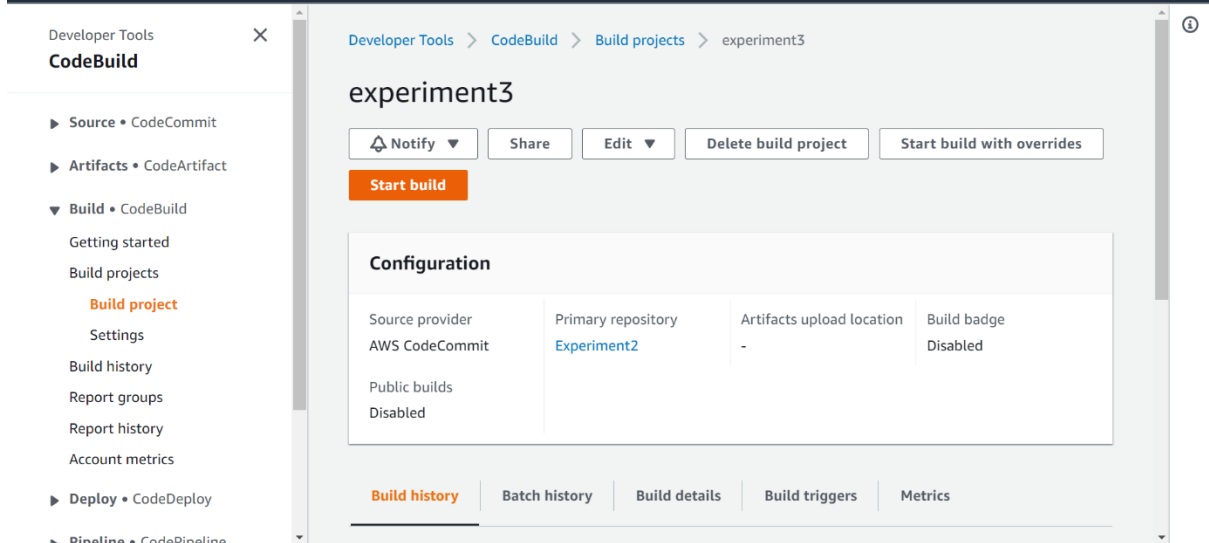 Developer Tools
CodeBuild
Source • CodeCommit
Artifacts • CodeArtifact
Build • CodeBuild
Getting started
Build projects
Build project
Settings
Build history
Report groups
Report history
Account metrics
Deploy • CodeDeploy
Pipeline • CodePipeline
Developer Tools > CodeBuild > Build projects > experiment3
experiment3
Notify Share Edit Delete build project Start build with overrides
Start build
Configuration
Source provider Primary repository Artifacts upload location Build badge
AWS CodeCommit Experiment2 - Disabled
Public builds
Disabled
Build history Batch history Build details Build triggers Metrics